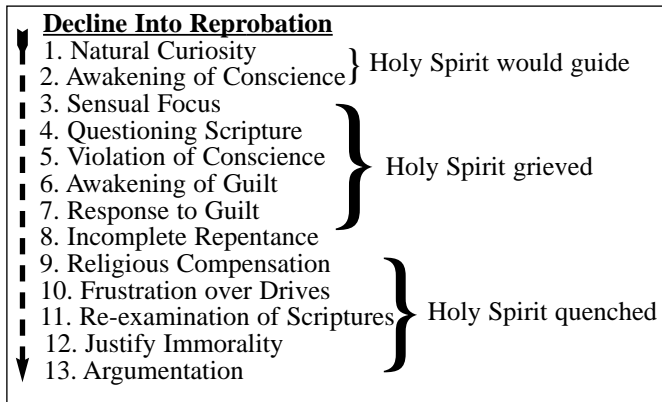 Decline Into Reprobation
1. Natural Curiosity
2. Awakening of Conscience
Holy Spirit would guide
3. Sensual Focus
4. Questioning Scripture
5. Violation of Conscience
6. Awakening of Guilt
7. Response to Guilt
Holy Spirit grieved
8. Incomplete Repentance
9. Religious Compensation
10. Frustration over Drives
11. Re-examination of Scriptures
12. Justify Immorality
13. Argumentation
Holy Spirit quenched